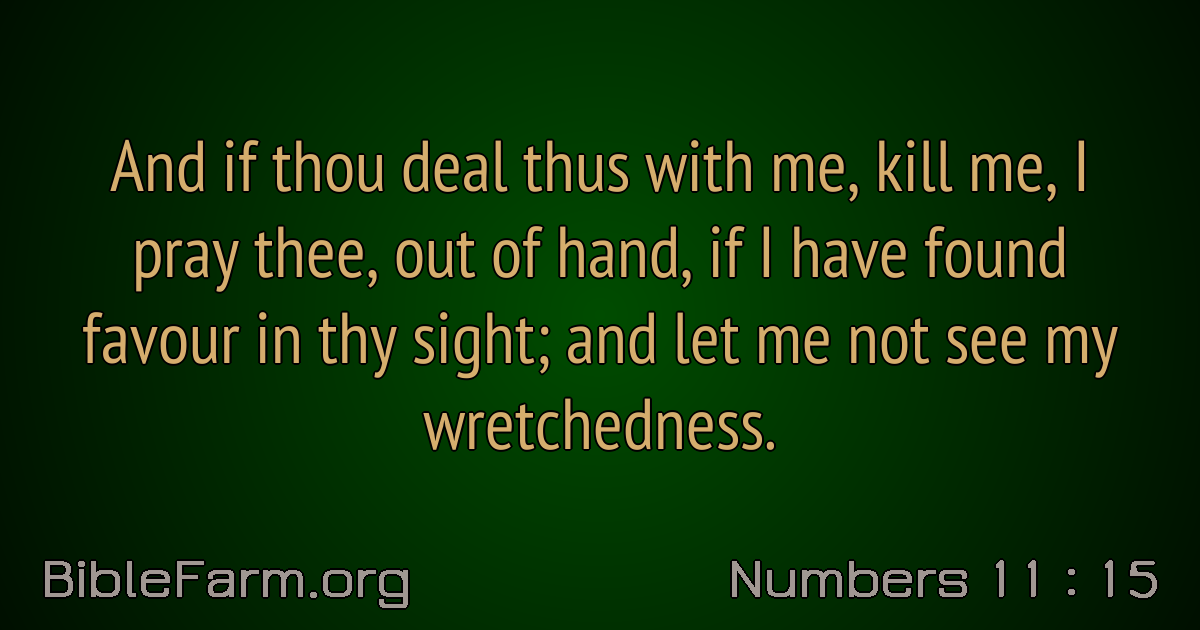 And if thou deal thus with me, kill me, I
pray thee, out of hand, if I have found
favour in thy sight; and let me not see my
wretchedness.
BibleFarm.org
Numbers 11 : 15